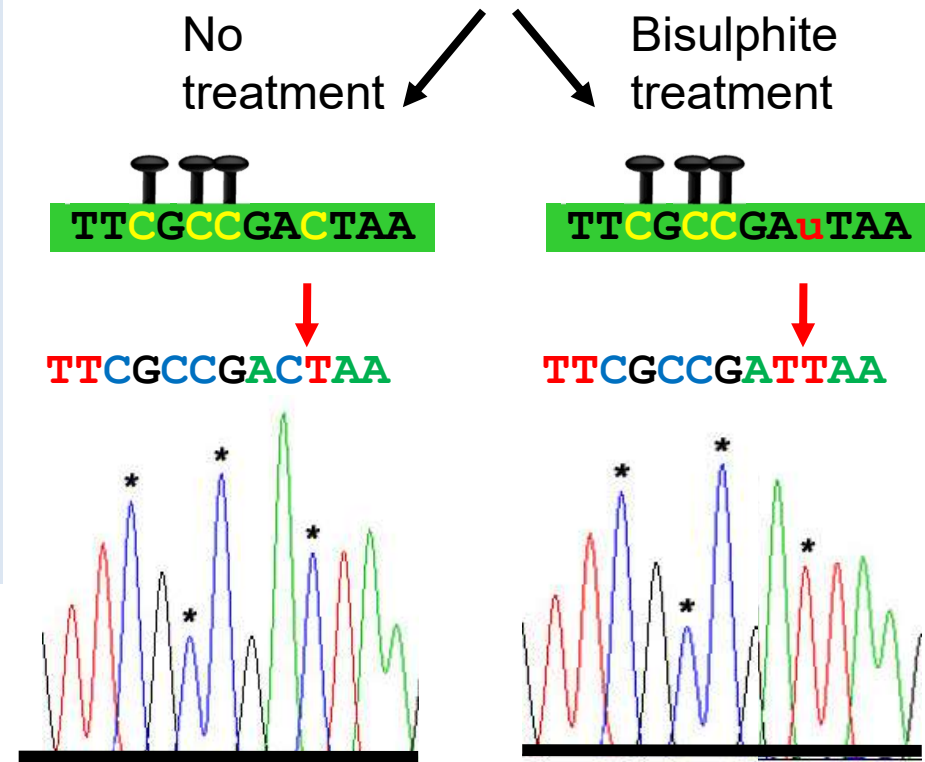 No
treatment
Bisulphite
treatment
TTCGCCGACTAA
TTCGCCGAuTAA
TTCGCCGACTAA
TTCGCCGATTAA
* * * *
* * * *